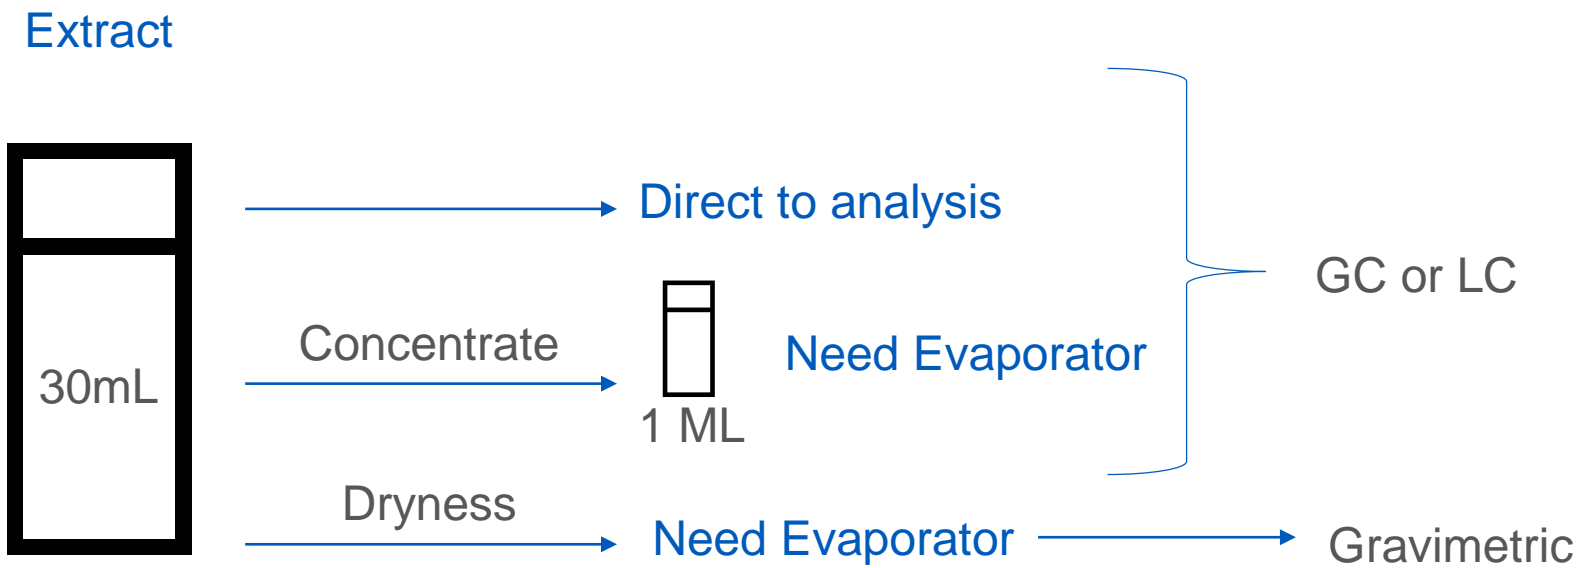 Extract
Direct to analysis
GC or LC
Concentrate
Need Evaporator
30mL
1 ML
Dryness
Need Evaporator
Gravimetric